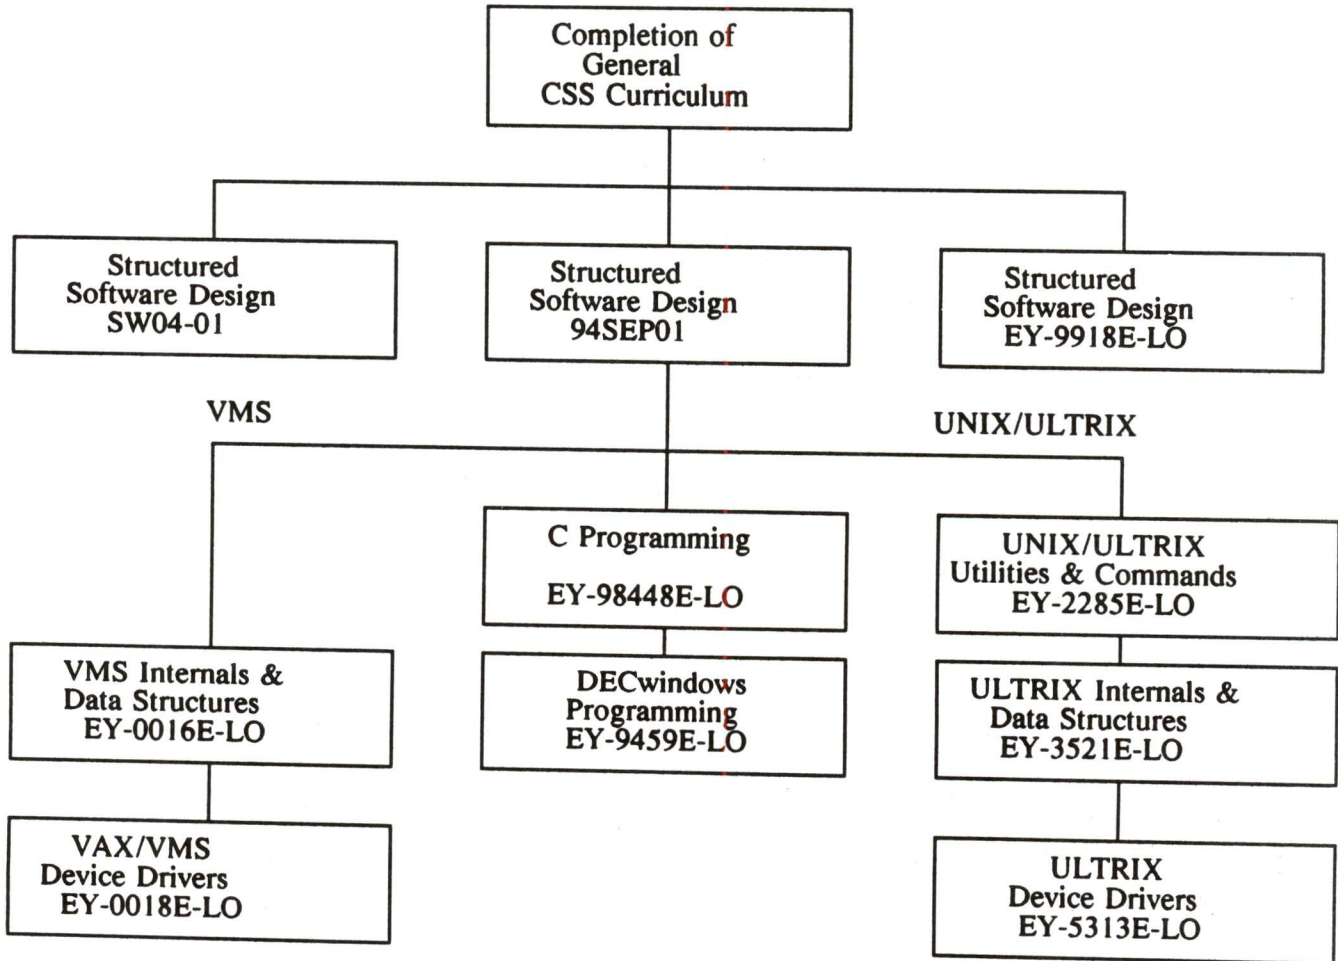 Completion of
General
CSS Curriculum
Structured
Software Design
SW04-01
Structured
Software Design
94SEP01
Structured
Software Design
EY-9918E-LO
VMS
UNIX/ULTRIX
C Programming
EY-98448E-LO
UNIX/ULTRIX
Utilities & Commands
EY-2285E-LO
VMS Internals &
Data Structures
EY-0016E-LO
DECwindows
Programming
EY-9459E-LO
ULTRIX Internals &
Data Structures
EY-3521E-LO
VAX/VMS
Device Drivers
EY-0018E-LO
ULTRIX
Device Drivers
EY-5313E-LO